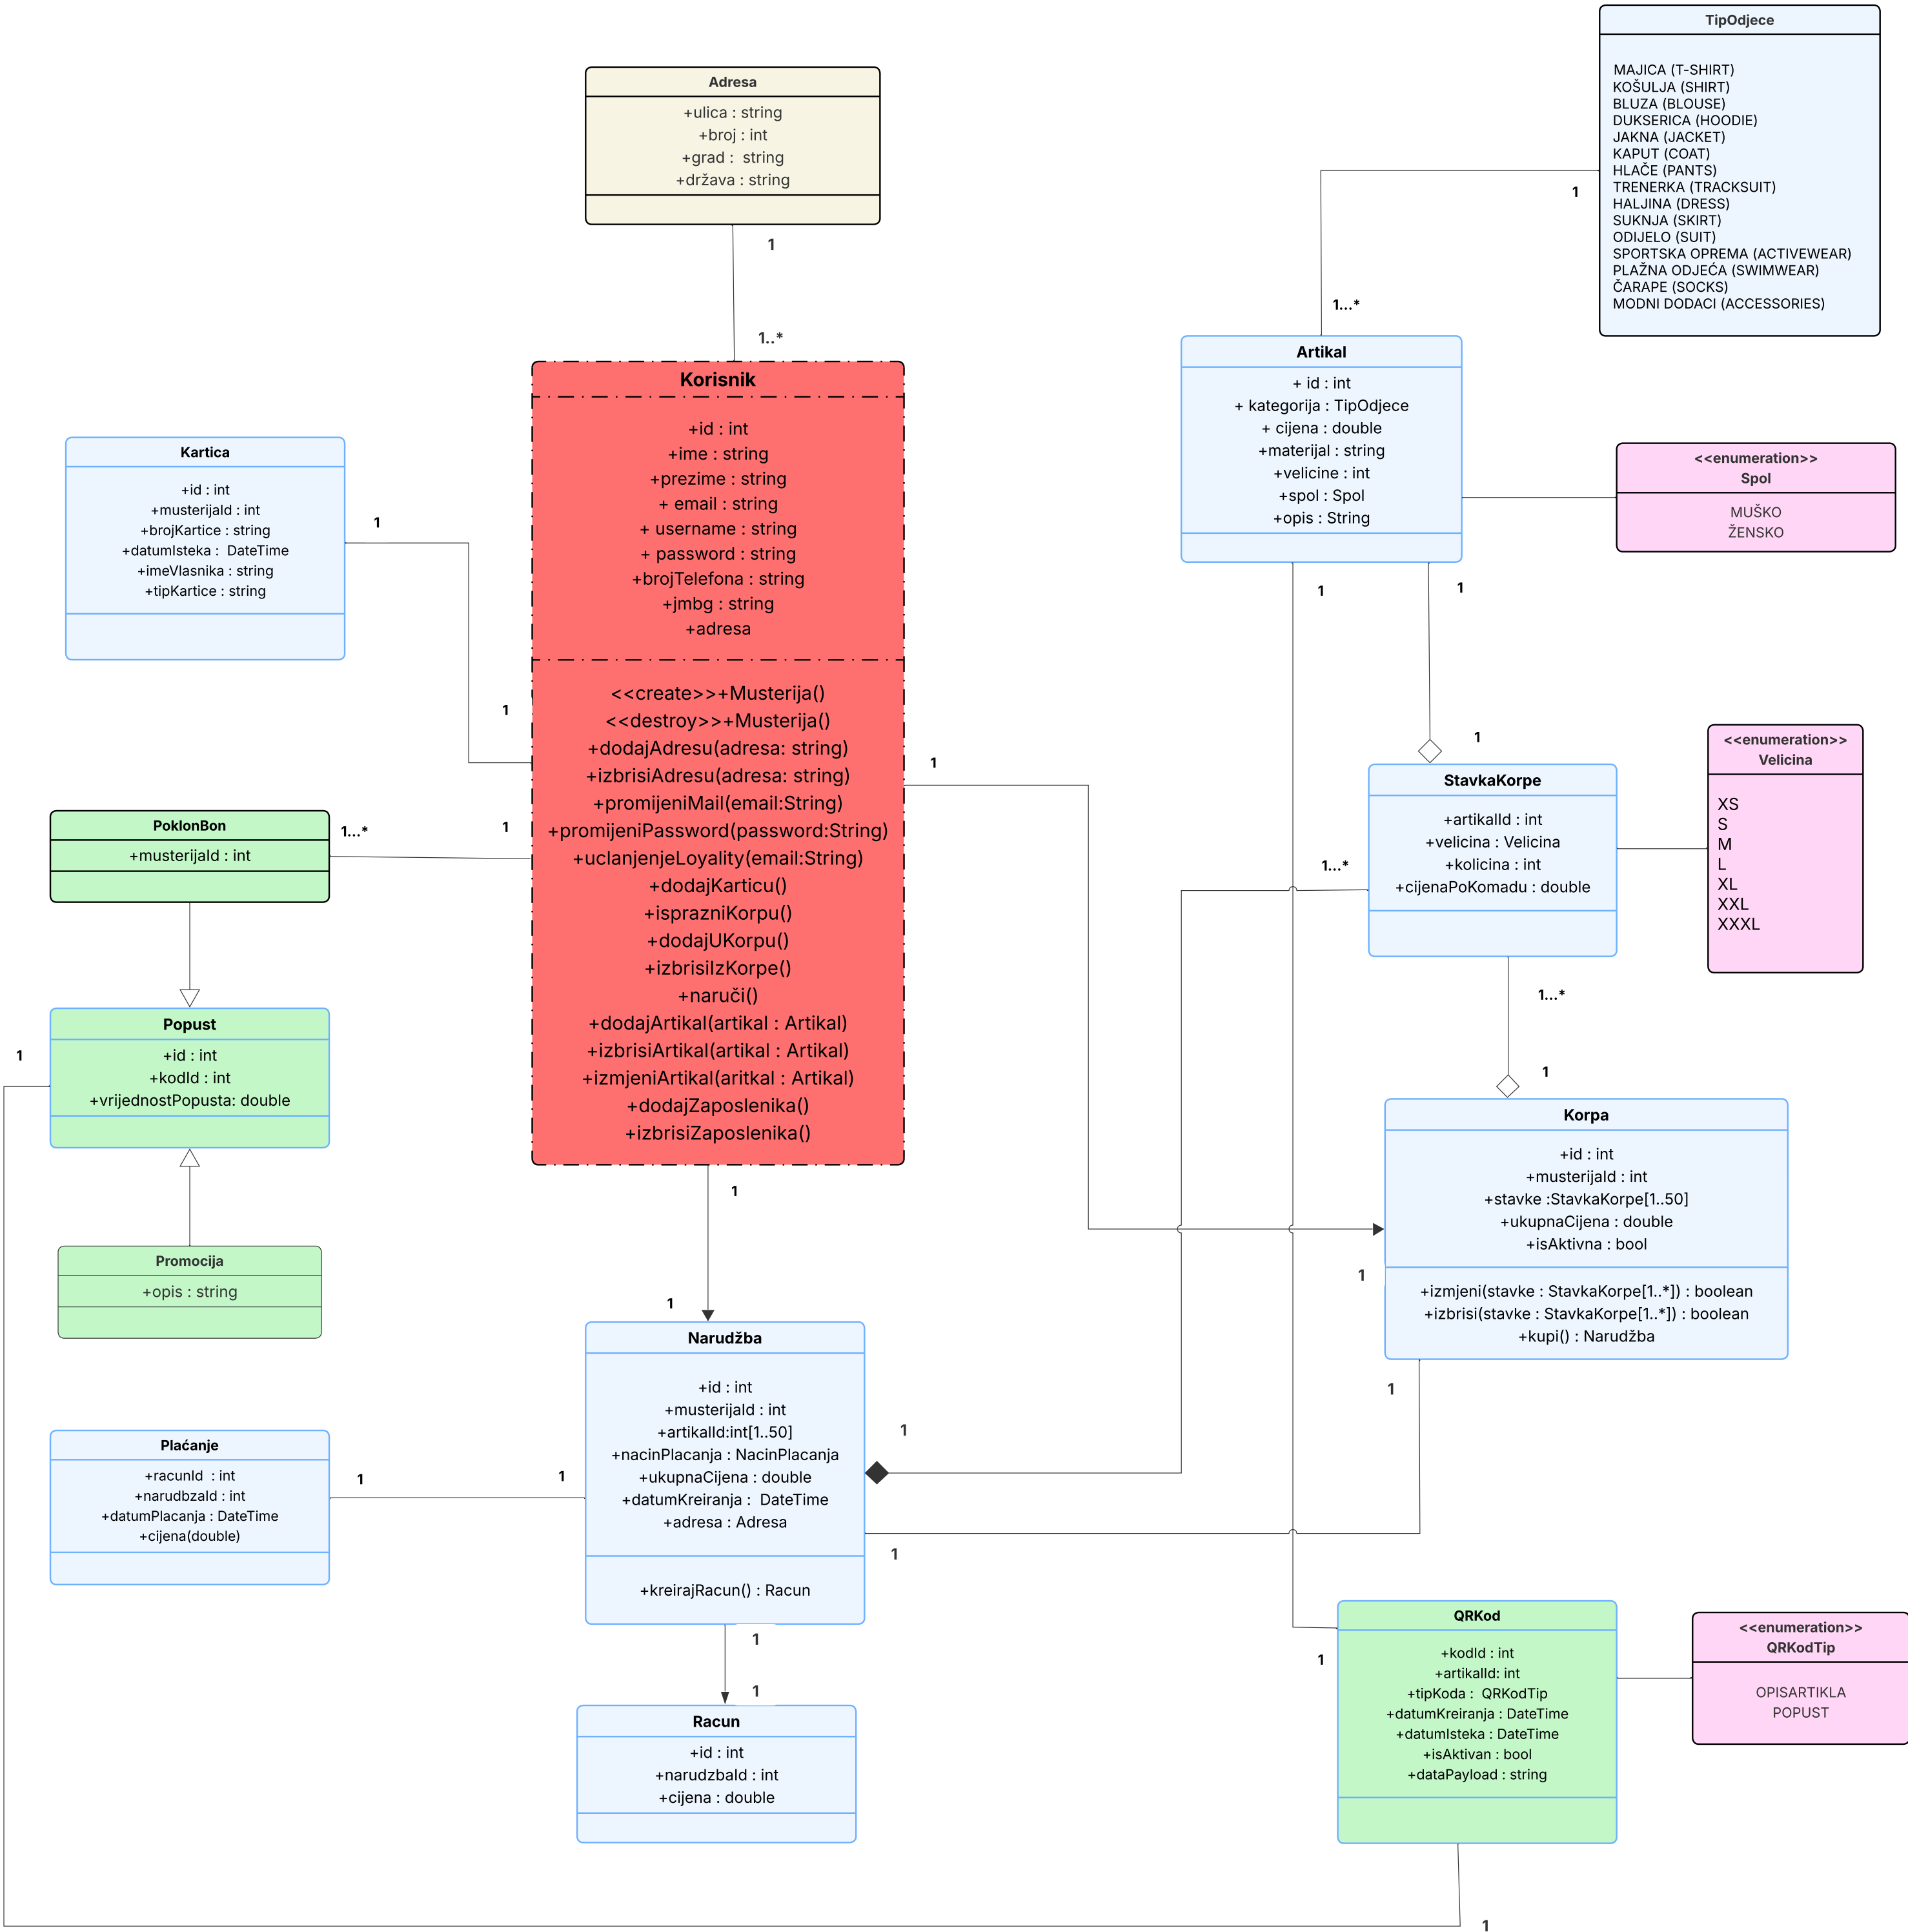 TipOdjece
MAJICA (T-SHIRT)
KOŠULJA (SHIRT)
BLUZA (BLOUSE)
DUKSERICA (HOODIE)
JAKNA (JACKET)
KAPUT (COAT)
HLAČE (PANTS)
TRENERKA (TRACKSUIT)
HALJINA (DRESS)
SUKNJA (SKIRT)
ODIJELO (SUIT)
SPORTSKA OPREMA (ACTIVEWEAR)
PLAŽNA ODJEĆA (SWIMWEAR)
ČARAPE (SOCKS)
MODNI DODACI (ACCESSORIES)
1
1...*
Adresa
+ulica : string
+broj : int
+grad :  string
+država : string
1
1..*
Korisnik
+id : int
+ime : string
+prezime : string
+ email : string
+ username : string
+ password : string
+brojTelefona : string
+jmbg : string
+adresa
<<create>>+Musterija()
<<destroy>>+Musterija()
+dodajAdresu(adresa: string)
+izbrisiAdresu(adresa: string)
+promijeniMail(email:String)
+promijeniPassword(password:String)
+uclanjenjeLoyality(email:String)
+dodajKarticu()
+isprazniKorpu()
+dodajUKorpu()
+izbrisiIzKorpe()
+naruči()
+dodajArtikal(artikal : Artikal)
+izbrisiArtikal(artikal : Artikal)
+izmjeniArtikal(aritkal : Artikal)
+dodajZaposlenika()
+izbrisiZaposlenika()
Artikal
+ id : int
+ kategorija : TipOdjece
+ cijena : double
+materijal : string
+velicine : int
+spol : Spol
+opis : String
<<enumeration>>
Spol
MUŠKO
ŽENSKO
Kartica
+id : int
+musterijaId : int
+brojKartice : string
+datumIsteka :  DateTime
+imeVlasnika : string
+tipKartice : string
1
1
1
1
1
1
StavkaKorpe
+artikalId : int
+velicina : Velicina
+kolicina : int
+cijenaPoKomadu : double
1...*
1...*
1
<<enumeration>>
Velicina
XS
S
M
L
XL
XXL
XXXL
PoklonBon
+musterijaId : int
1...*
1
Popust
+id : int
+kodId : int
+vrijednostPopusta: double
1
Promocija
+opis : string
Korpa
+id : int
+musterijaId : int
+stavke :StavkaKorpe[1..50]
+ukupnaCijena : double
+isAktivna : bool
+izmjeni(stavke : StavkaKorpe[1..*]) : boolean
+izbrisi(stavke : StavkaKorpe[1..*]) : boolean
+kupi() : Narudžba
1
1
1
1
Narudžba
+id : int
+musterijaId : int
+artikalId:int[1..50]
+nacinPlacanja : NacinPlacanja
+ukupnaCijena : double
+datumKreiranja :  DateTime
+adresa : Adresa
+kreirajRacun() : Racun
1
1
Plaćanje
+racunId  : int
+narudbzaId : int
+datumPlacanja : DateTime
+cijena(double)
1
1
1
1
Racun
+id : int
+narudzbaId : int
+cijena : double
QRKod
+kodId : int
+artikalId: int
+tipKoda :  QRKodTip
+datumKreiranja : DateTime
+datumIsteka : DateTime
+isAktivan : bool
+dataPayload : string
1
1
<<enumeration>>
QRKodTip
OPISARTIKLA
POPUST